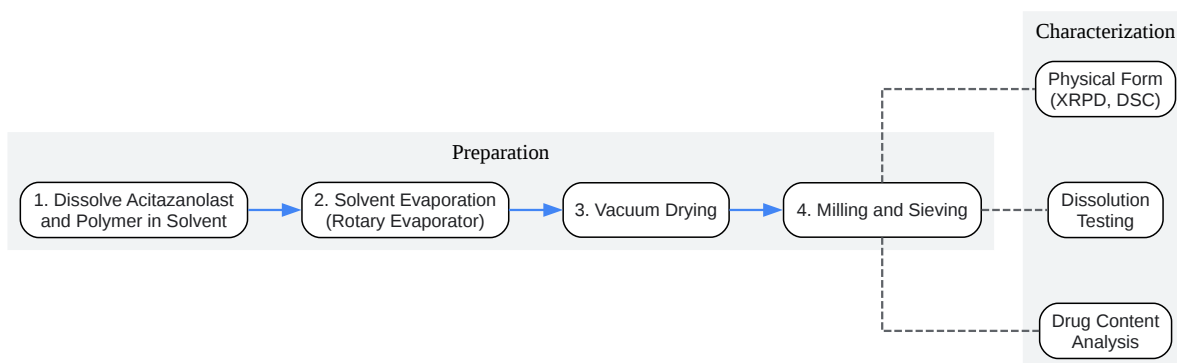 Characterization
Physical Form
(XRPD, DSC)
Preparation
1. Dissolve Acitazanolast
and Polymer in Solvent
2. Solvent Evaporation
(Rotary Evaporator)
3. Vacuum Drying
4. Milling and Sieving
Dissolution
Testing
Drug Content
Analysis